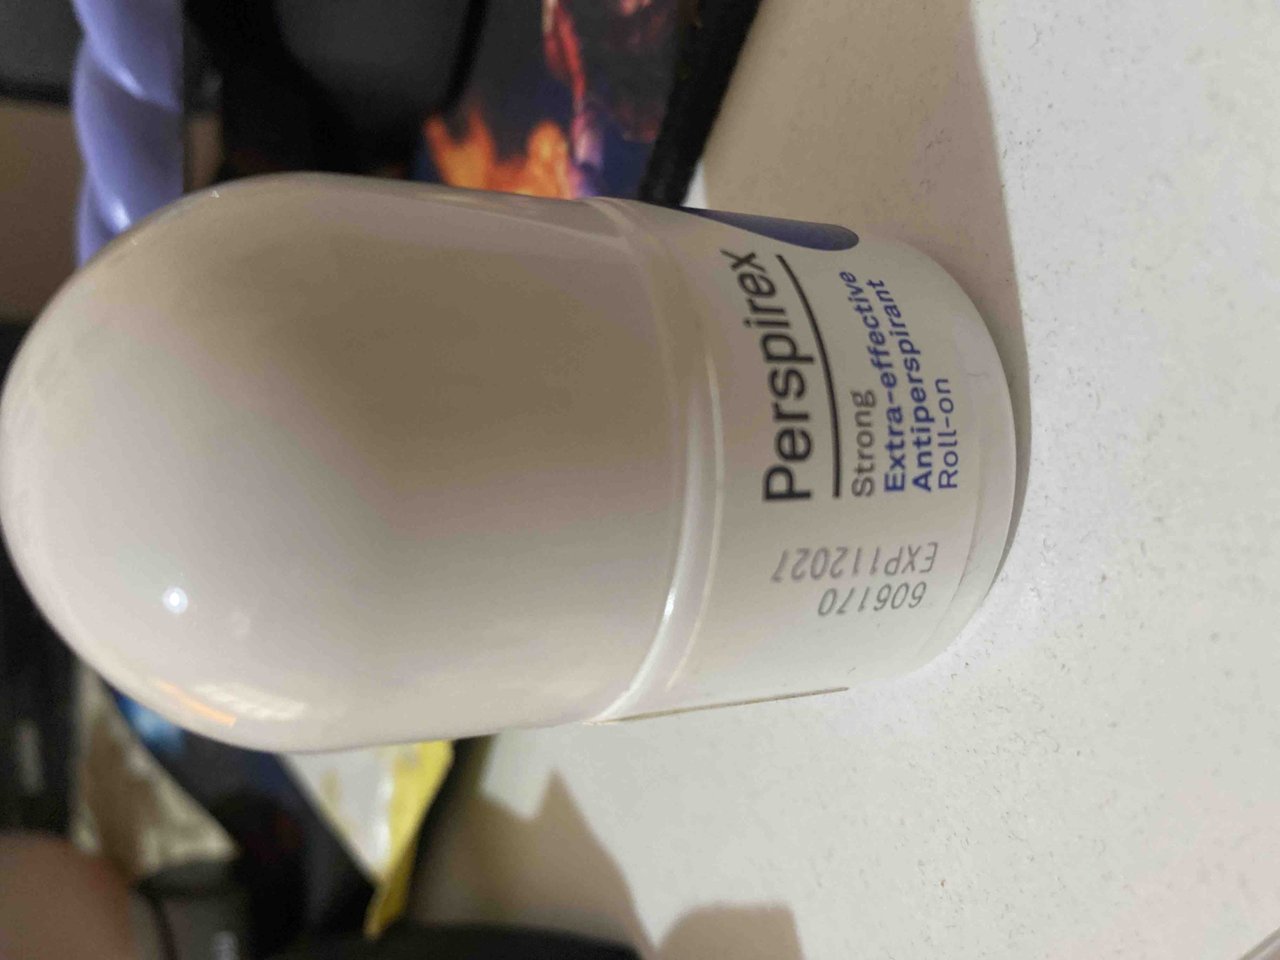 Perspirex
Strong
Extra-effective
Antiperspirant
Roll-on
606170
EXP112027